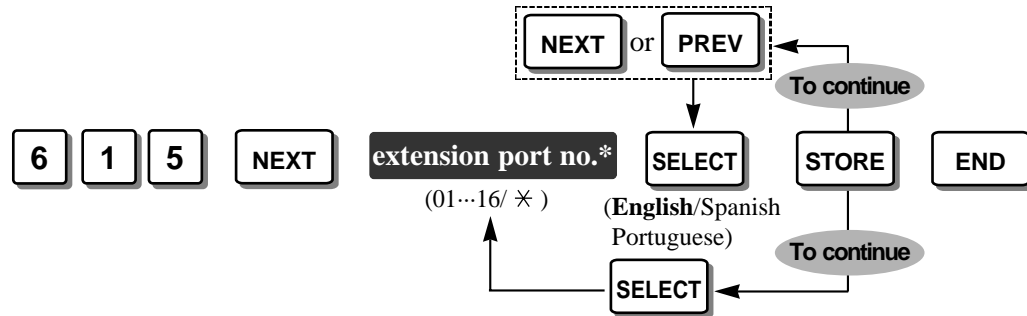 NEXT or PREV
To continue
6 1 5 NEXT extension port no.* SELECT STORE END
(01···16/ ✳ )
(English/Spanish
Portuguese)
To continue
SELECT